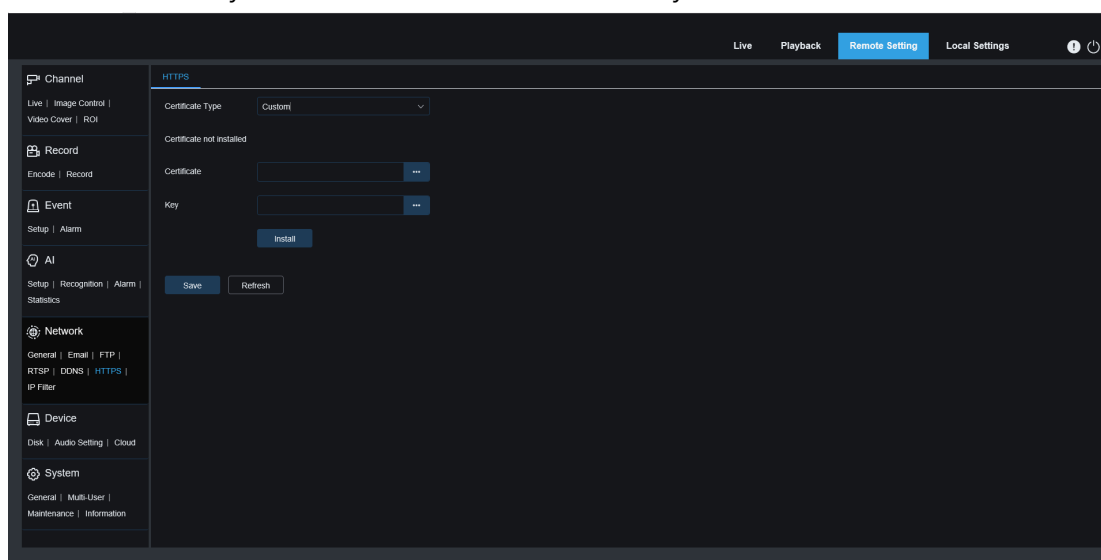 Live Playback Remote Setting Local Settings
Channel
Live | Image Control |
Video Cover | ROI
Record
Encode | Record
Event
Setup | Alarm
AI
Setup | Recognition | Alarm |
Statistics
Network
General | Email | FTP |
RTSP | DDNS | HTTPS |
IP Filter
Device
Disk | Audio Setting | Cloud
System
General | Multi-User |
Maintenance | Information
HTTPS
Certificate Type Custom
Certificate not installed
Certificate ...
Key ...
Install
Save Refresh